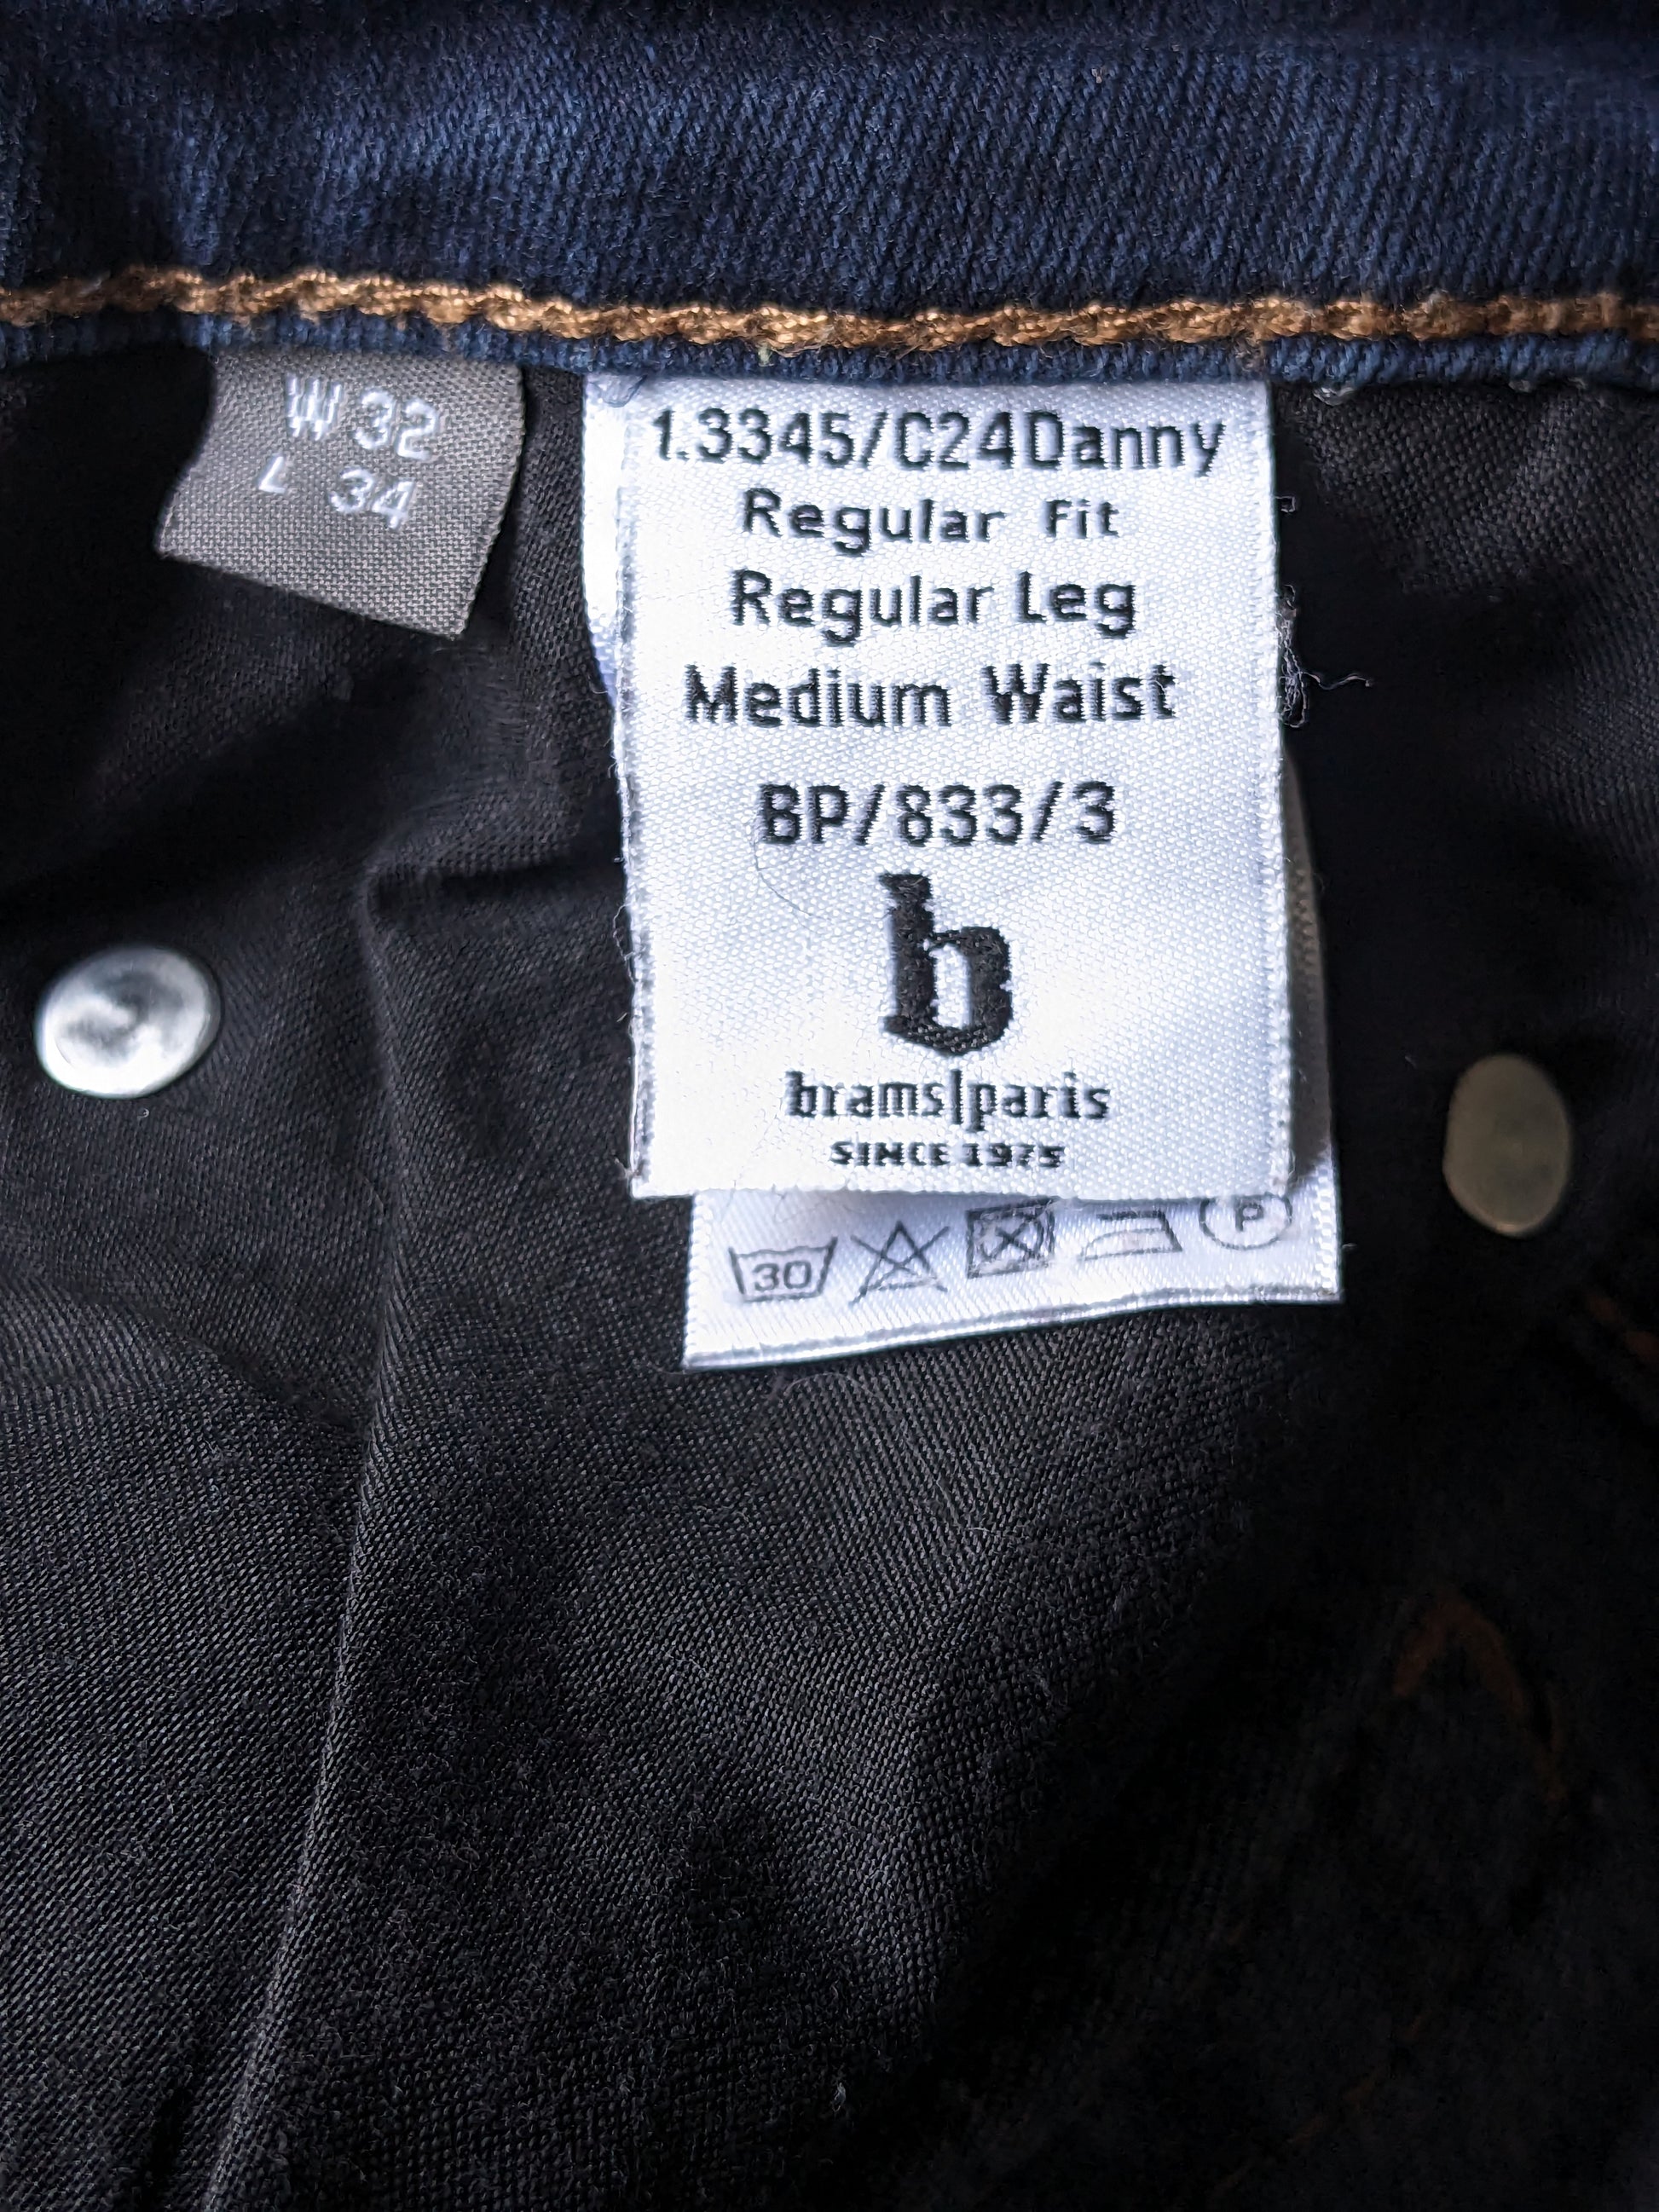 W 32
L 34
1.3345/C24Danny
Regular Fit
Regular Leg
Medium Waist
BP/833/3
b
brams|paris
SINCE 1975
30
P